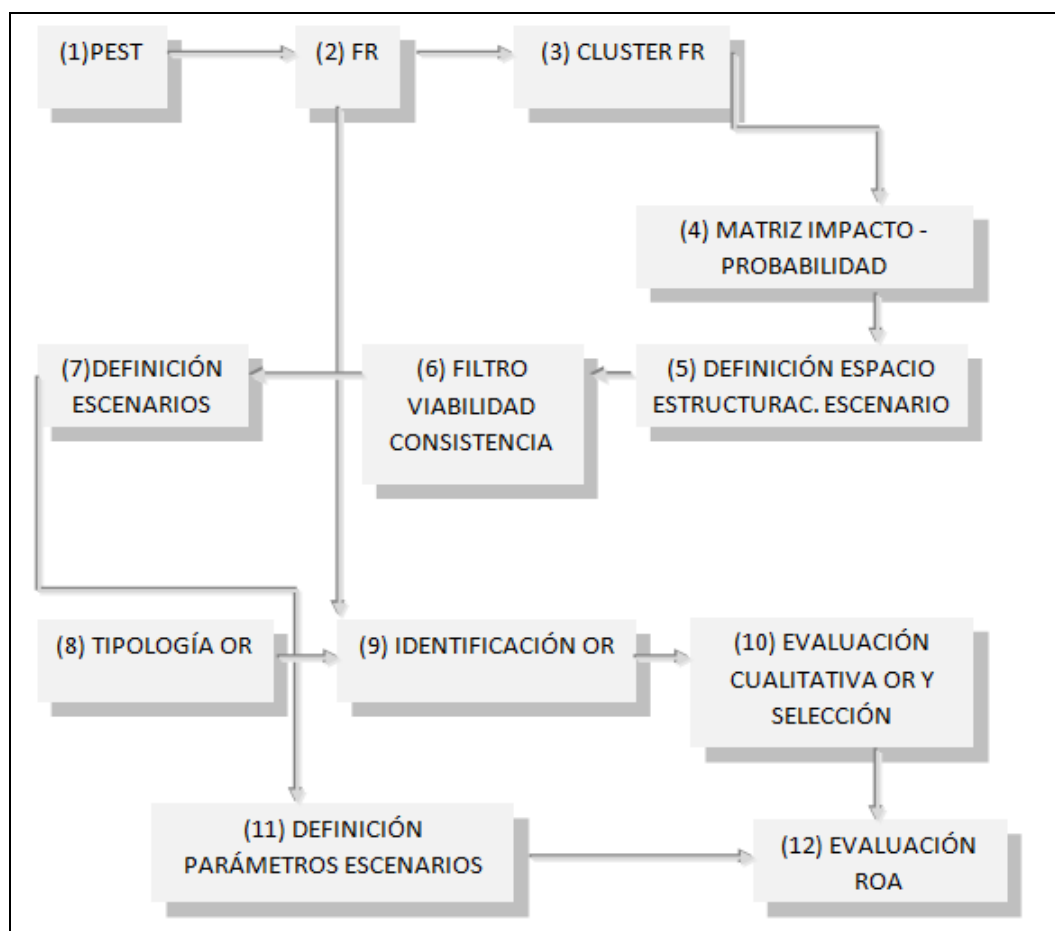 (1)PEST
(2) FR
(3) CLUSTER FR
(4) MATRIZ IMPACTO -
PROBABILIDAD
(5) DEFINICIÓN ESPACIO
ESTRUCTURAC. ESCENARIO
(6) FILTRO
VIABILIDAD
CONSISTENCIA
(7)DEFINICIÓN
ESCENARIOS
(8) TIPOLOGÍA OR
(9) IDENTIFICACIÓN OR
(10) EVALUACIÓN
CUALITATIVA OR Y
SELECCIÓN
(11) DEFINICIÓN
PARÁMETROS ESCENARIOS
(12) EVALUACIÓN
ROA